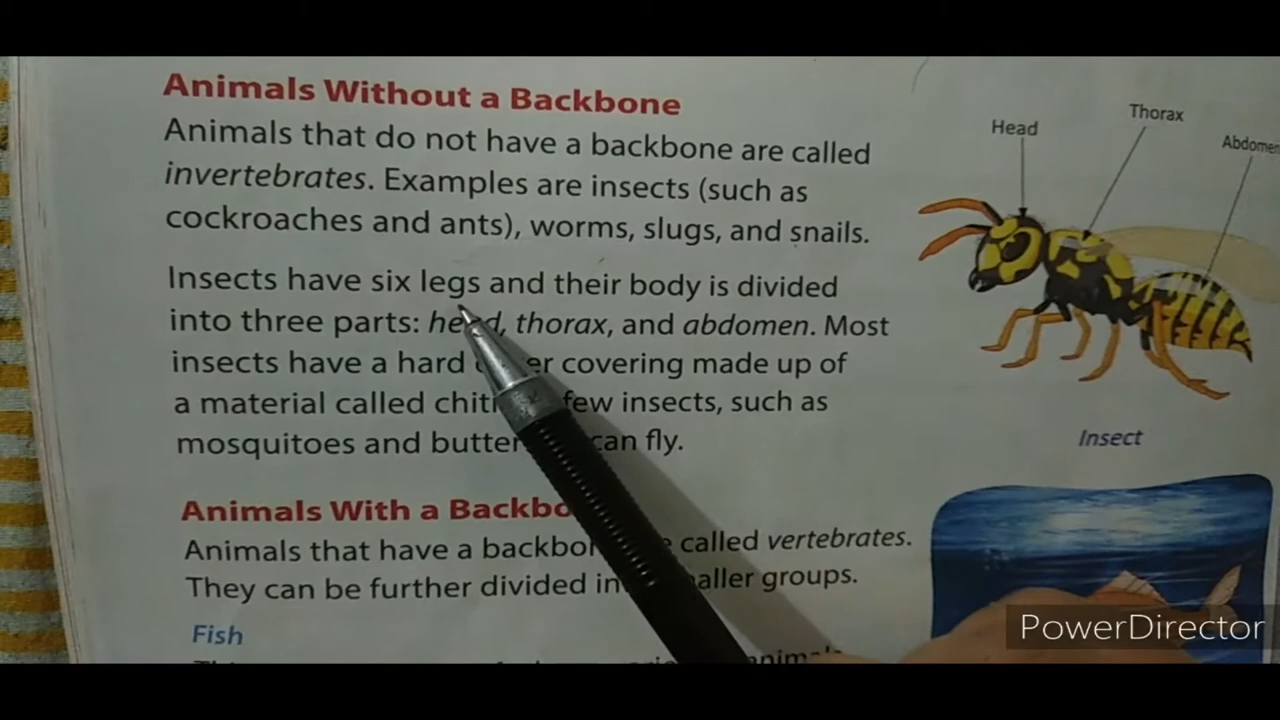 Animals Without a Backbone
Animals that do not have a backbone are called
invertebrates. Examples are insects (such as
cockroaches and ants), worms, slugs, and snails.
Insects have six legs and their body is divided
into three parts: head, thorax, and abdomen. Most
insects have a hard covering made up of
a material called few insects, such as
mosquitoes and can fly.
Animals With a
Animals that have a called vertebrates.
They can be further divided groups.
Fish
Head
Thorax
Insect
PowerDirector